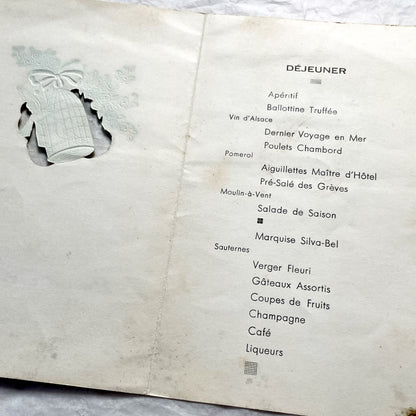 DÉJEUNER
Apéritif
Ballottine Truffée
Vin d'Alsace
Dernier Voyage en Mer
Poulets Chambord
Pomerol
Aiguillettes Maître d'Hôtel
Pré-Salé des Grèves
Moulin-à-Vent
Salade de Saison
Marquise Silva-Bel
Sauternes
Verger Fleuri
Gâteaux Assortis
Coupes de Fruits
Champagne
Café
Liqueurs